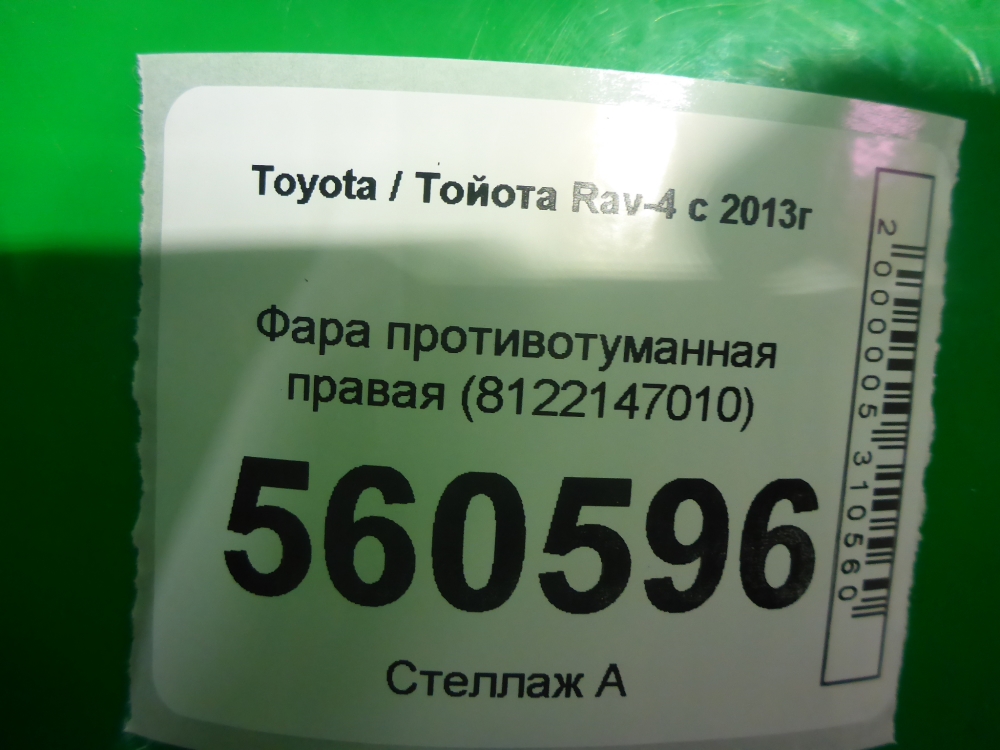 Toyota / Тойота Rav-4 с 2013г
Фара противотуманная
правая (8122147010)
560596
Стеллаж А
2000005310560